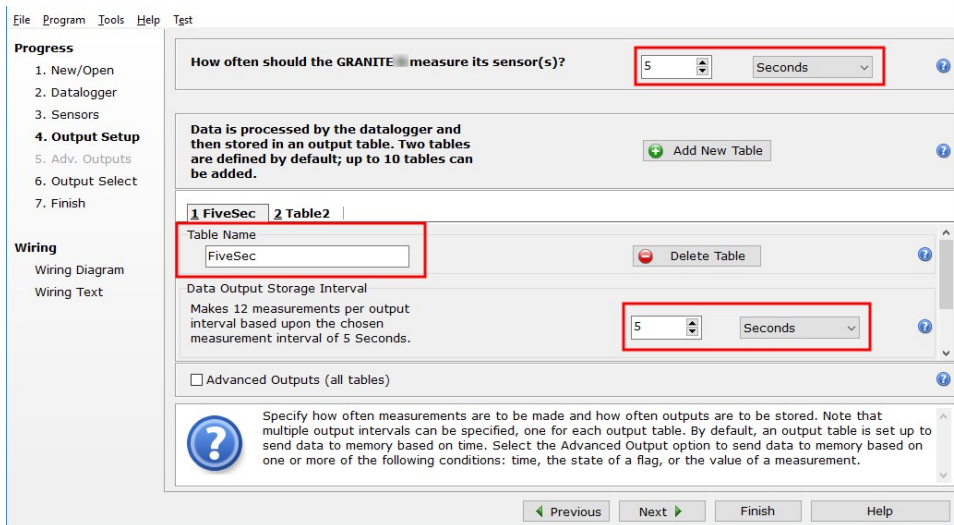 File Program Tools Help Test
Progress
1. New/Open
2. Datalogger
3. Sensors
4. Output Setup
5. Adv. Outputs
6. Output Select
7. Finish
Wiring
Wiring Diagram
Wiring Text
How often should the GRANITE measure its sensor(s)?
5 Seconds
Data is processed by the datalogger and
then stored in an output table. Two tables
are defined by default; up to 10 tables can
be added.
Add New Table
1 FiveSec 2 Table2
Table Name
FiveSec
Delete Table
Data Output Storage Interval
Makes 12 measurements per output
interval based upon the chosen
measurement interval of 5 Seconds.
5 Seconds
Advanced Outputs (all tables)
Specify how often measurements are to be made and how often outputs are to be stored. Note that
multiple output intervals can be specified, one for each output table. By default, an output table is set up to
send data to memory based on time. Select the Advanced Output option to send data to memory based on
one or more of the following conditions: time, the state of a flag, or the value of a measurement.
Previous Next Finish Help